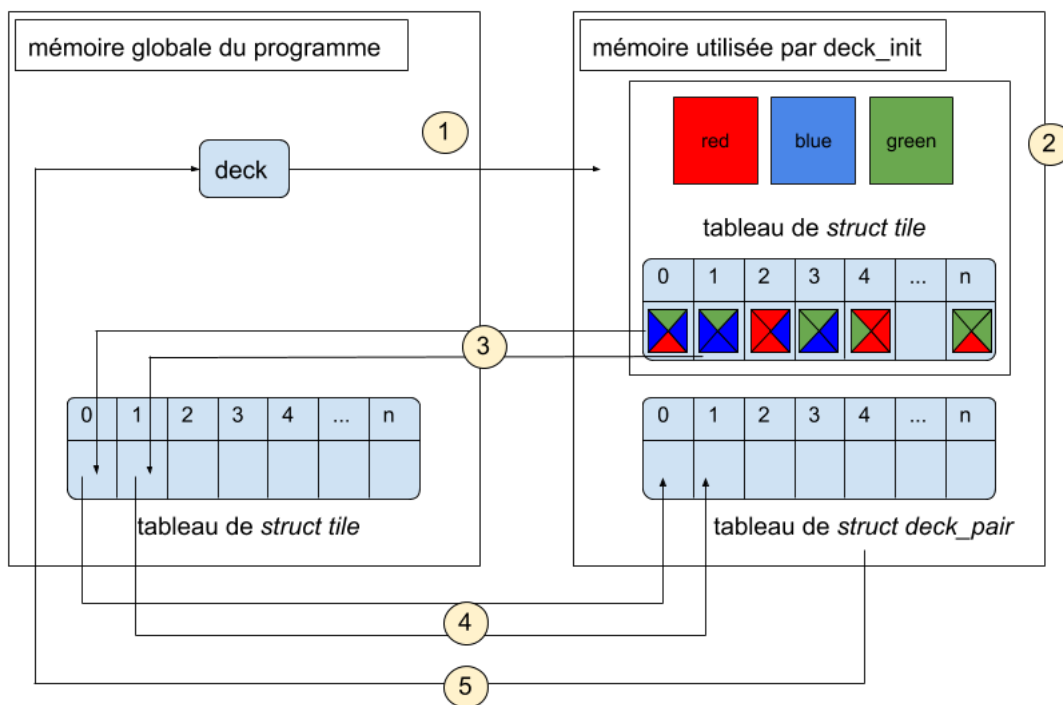 mémoire globale du programme
mémoire utilisée par deck_init
1
2
red blue green
deck
tableau de struct tile
0 1 2 3 4 ... n
3
0 1 2 3 4 ... n
0 1 2 3 4 ... n
tableau de struct tile
tableau de struct deck_pair
4
5